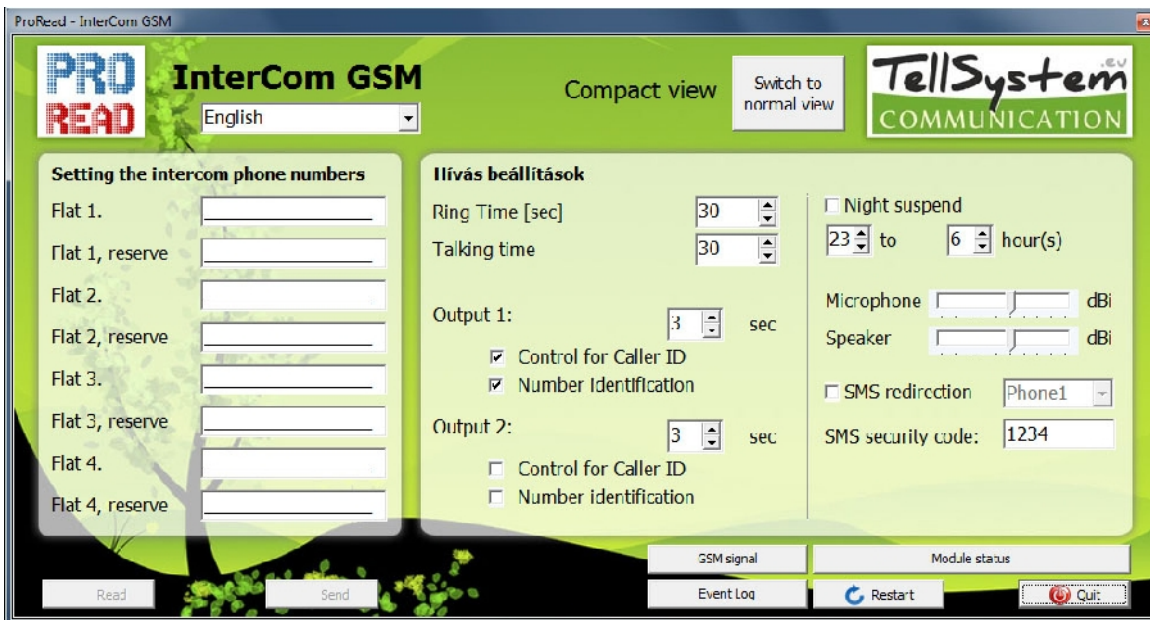 ProRead - InterCom GSM
PRO
READ
InterCom GSM
English
Compact view
Switch to
normal view
TellSystem.eu
COMMUNICATION
Setting the intercom phone numbers
Flat 1.
Flat 1, reserve
Flat 2.
Flat 2, reserve
Flat 3.
Flat 3, reserve
Flat 4.
Flat 4, reserve
Hívás beállítások
Ring Time [sec] 30
Talking time 30
Output 1: 3 sec
Control for Caller ID
Number Identification
Output 2: 3 sec
Control for Caller ID
Number identification
Night suspend
23 to 6 hour(s)
Microphone dBi
Speaker dBi
SMS redirection Phone1
SMS security code: 1234
GSM signal Module status
Read Send Event Log Restart Quit